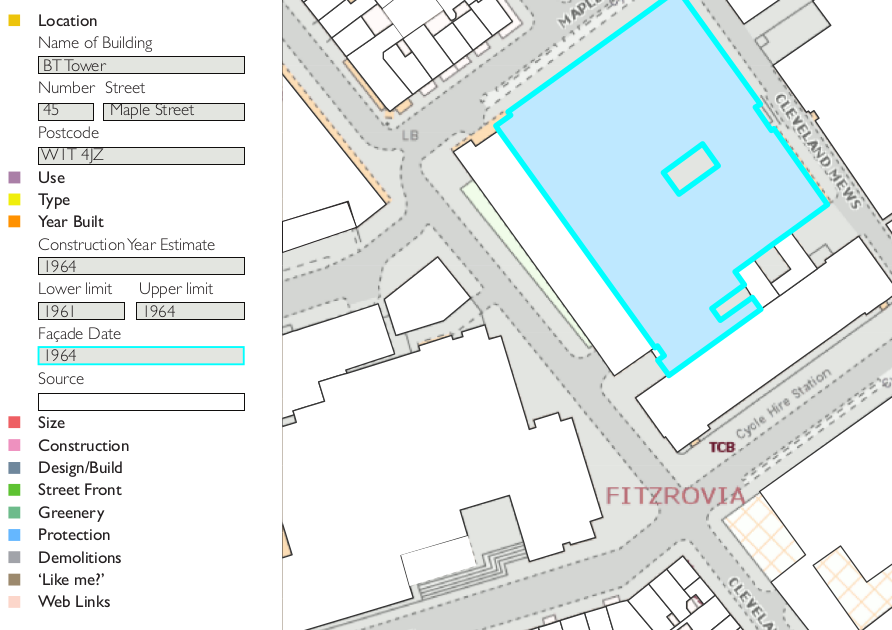 Location
Name of Building
BT Tower
Number Street
45 Maple Street
Postcode
W1T 4JZ
Use
Type
Year Built
Construction Year Estimate
1964
Lower limit Upper limit
1961 1964
Façade Date
1964
Source
Size
Construction
Design/Build
Street Front
Greenery
Protection
Demolitions
‘Like me?’
Web Links
LB
CLEVELAND MEWS
Cycle Hire Station
TCB
FITZROVIA